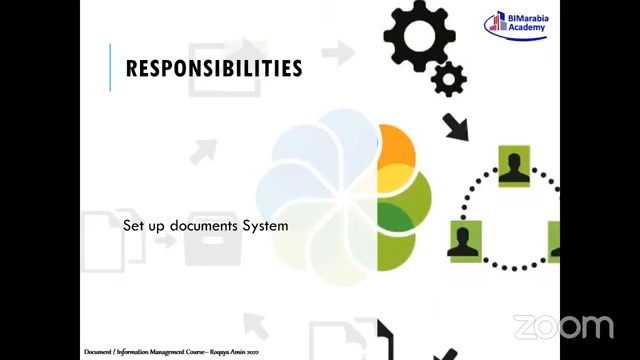 BIMarabia
Academy
RESPONSIBILITIES
Set up documents System
Document / Information Management Course– Roqaya Amin 2022
zoom